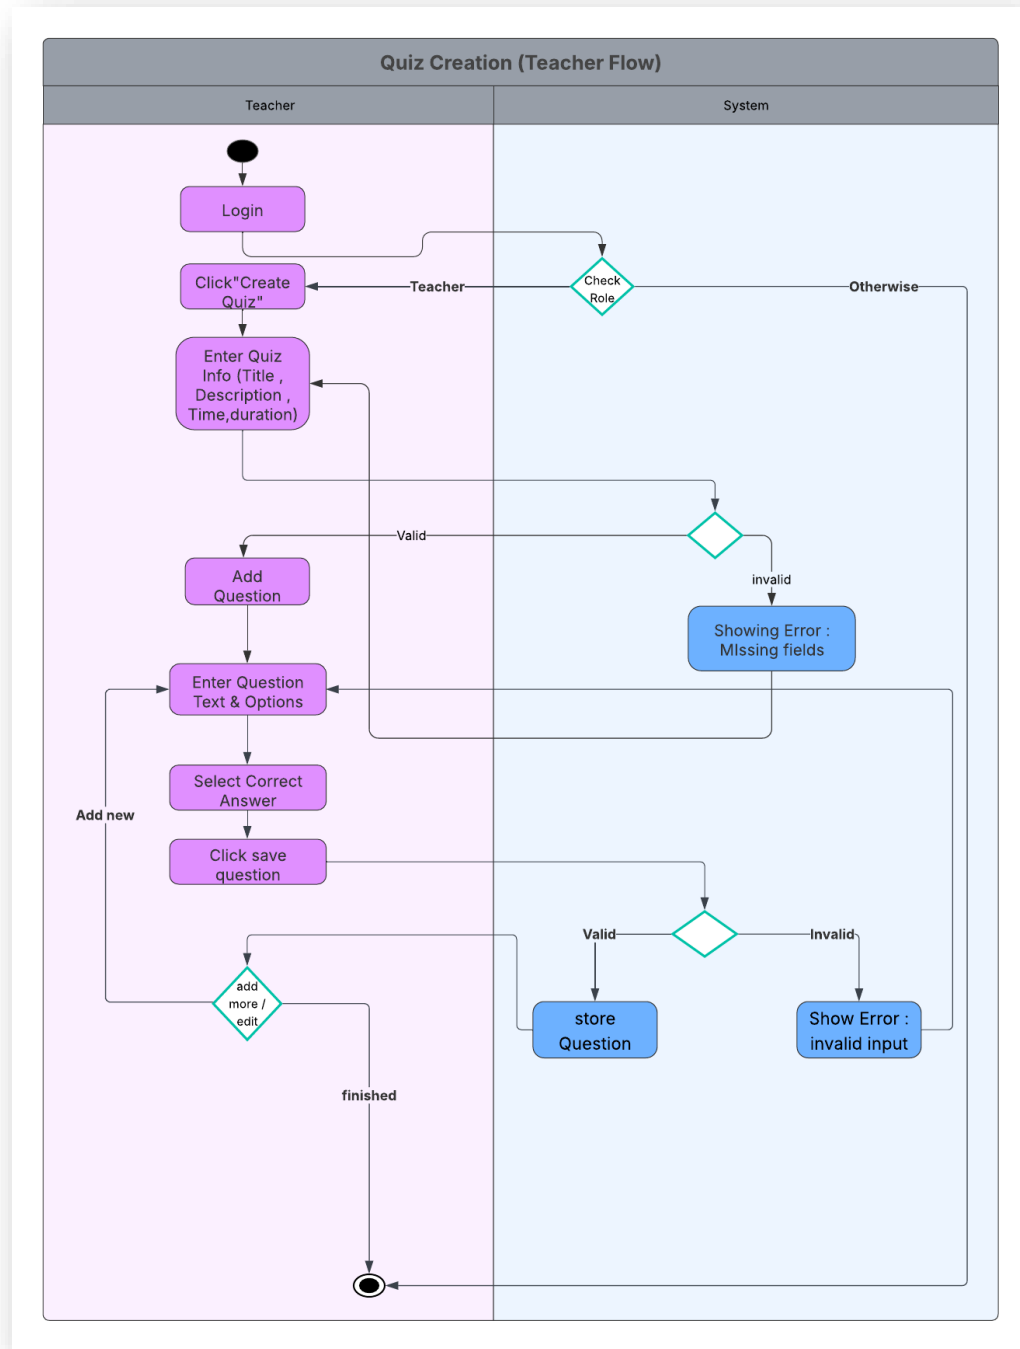 Quiz Creation (Teacher Flow)
Teacher
System
Login
Check
Role
Click"Create
Quiz"
Teacher
Otherwise
Enter Quiz
Info (Title ,
Description ,
Time,duration)
Valid
invalid
Add
Question
Showing Error :
MIssing fields
Enter Question
Text & Options
Select Correct
Answer
Add new
Click save
question
Valid
Invalid
add
more /
edit
store
Question
Show Error :
invalid input
finished